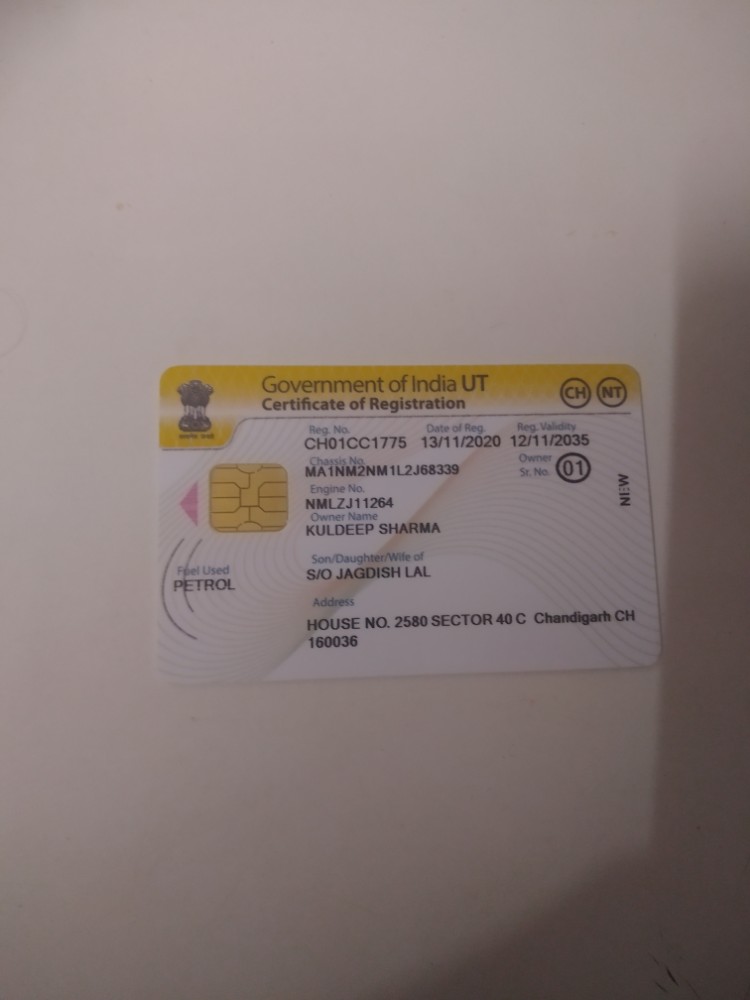 Government of India UT
Certificate of Registration
CH NT
Reg. No. Date of Reg. Reg. Validity
CH01CC1775 13/11/2020 12/11/2035
Chassis No.
MA1NM2NM1L2J68339
Owner
Sr. No. 01
NEW
Engine No.
NMLZJ11264
Owner Name
KULDEEP SHARMA
Son/Daughter/Wife of
S/O JAGDISH LAL
Fuel Used
PETROL
Address
HOUSE NO. 2580 SECTOR 40 C Chandigarh CH
160036